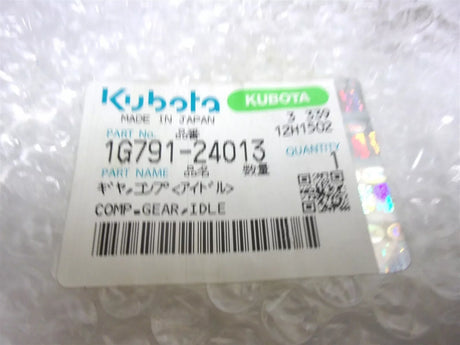 Kubota KUBOTA
MADE IN JAPAN 3 339
PART No. 品番 12H1502
1G791-24013 QUANTITY
PART NAME 品名 数量 1
ギヤ,コンプ<アイドル>
COMP.GEAR,IDLE